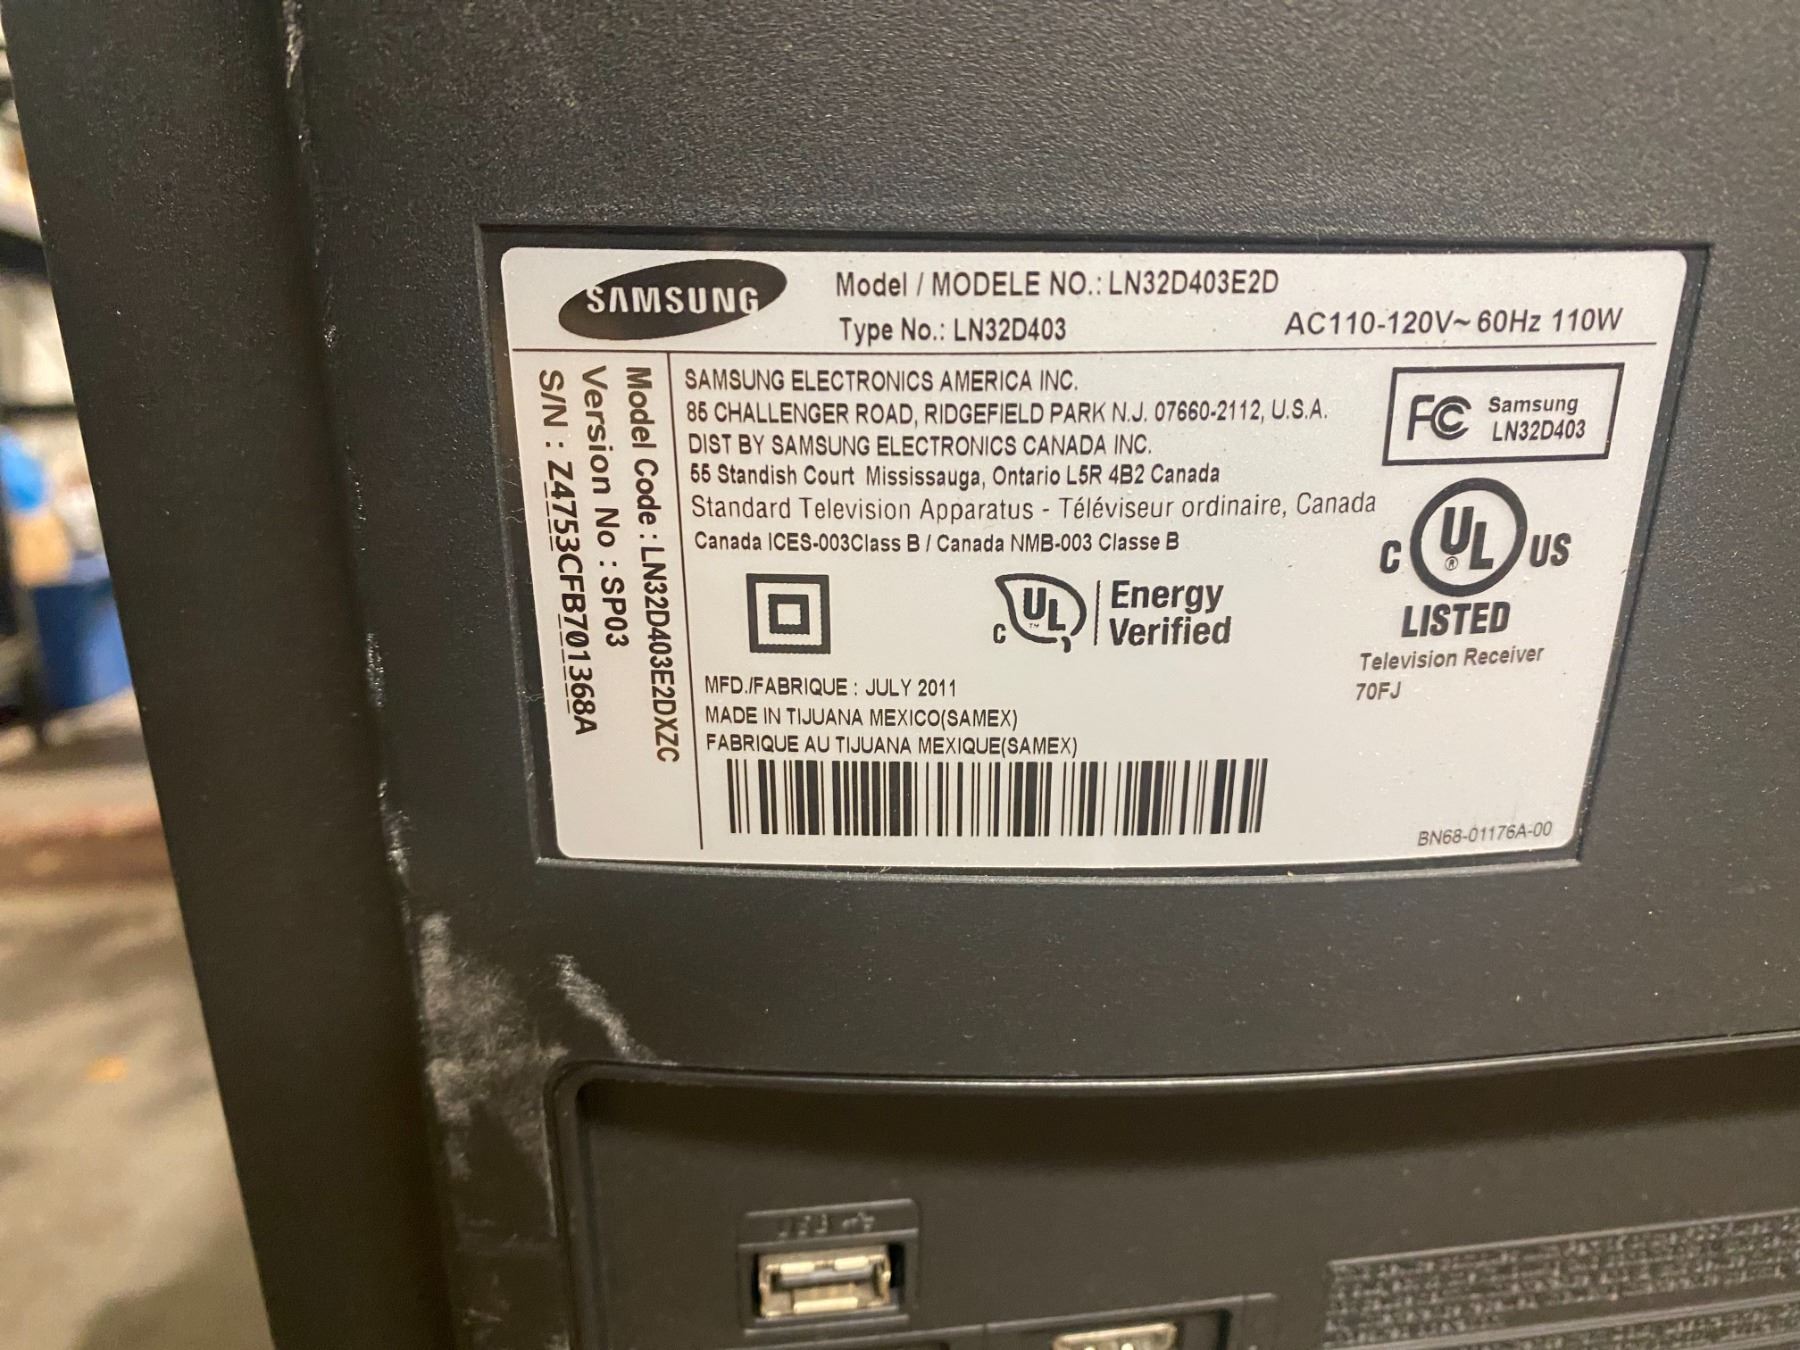 SAMSUNG
Model / MODELE NO.: LN32D403E2D
Type No.: LN32D403
AC110-120V~ 60Hz 110W
Model Code : LN32D403E2DXZC
Version No : SP03
S/N : Z4753CFB701368A
SAMSUNG ELECTRONICS AMERICA INC.
85 CHALLENGER ROAD, RIDGEFIELD PARK N.J. 07660-2112, U.S.A.
DIST BY SAMSUNG ELECTRONICS CANADA INC.
55 Standish Court Mississauga, Ontario L5R 4B2 Canada
Standard Television Apparatus - Téléviseur ordinaire, Canada
Canada ICES-003Class B / Canada NMB-003 Classe B
FC Samsung
LN32D403
C UL ® US
LISTED
Television Receiver
70FJ
C UL ™ Energy
Verified
MFD./FABRIQUE : JULY 2011
MADE IN TIJUANA MEXICO(SAMEX)
FABRIQUE AU TIJUANA MEXIQUE(SAMEX)
BN68-01176A-00
USB